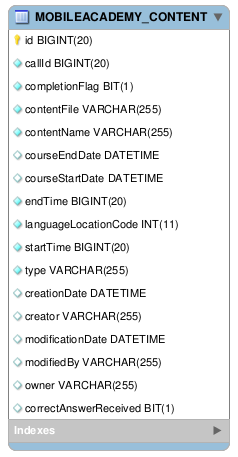 MOBILEACADEMY_CONTENT
id BIGINT(20)
callId BIGINT(20)
completionFlag BIT(1)
contentFile VARCHAR(255)
contentName VARCHAR(255)
courseEndDate DATETIME
courseStartDate DATETIME
endTime BIGINT(20)
languageLocationCode INT(11)
startTime BIGINT(20)
type VARCHAR(255)
creationDate DATETIME
creator VARCHAR(255)
modificationDate DATETIME
modifiedBy VARCHAR(255)
owner VARCHAR(255)
correctAnswerReceived BIT(1)
Indexes